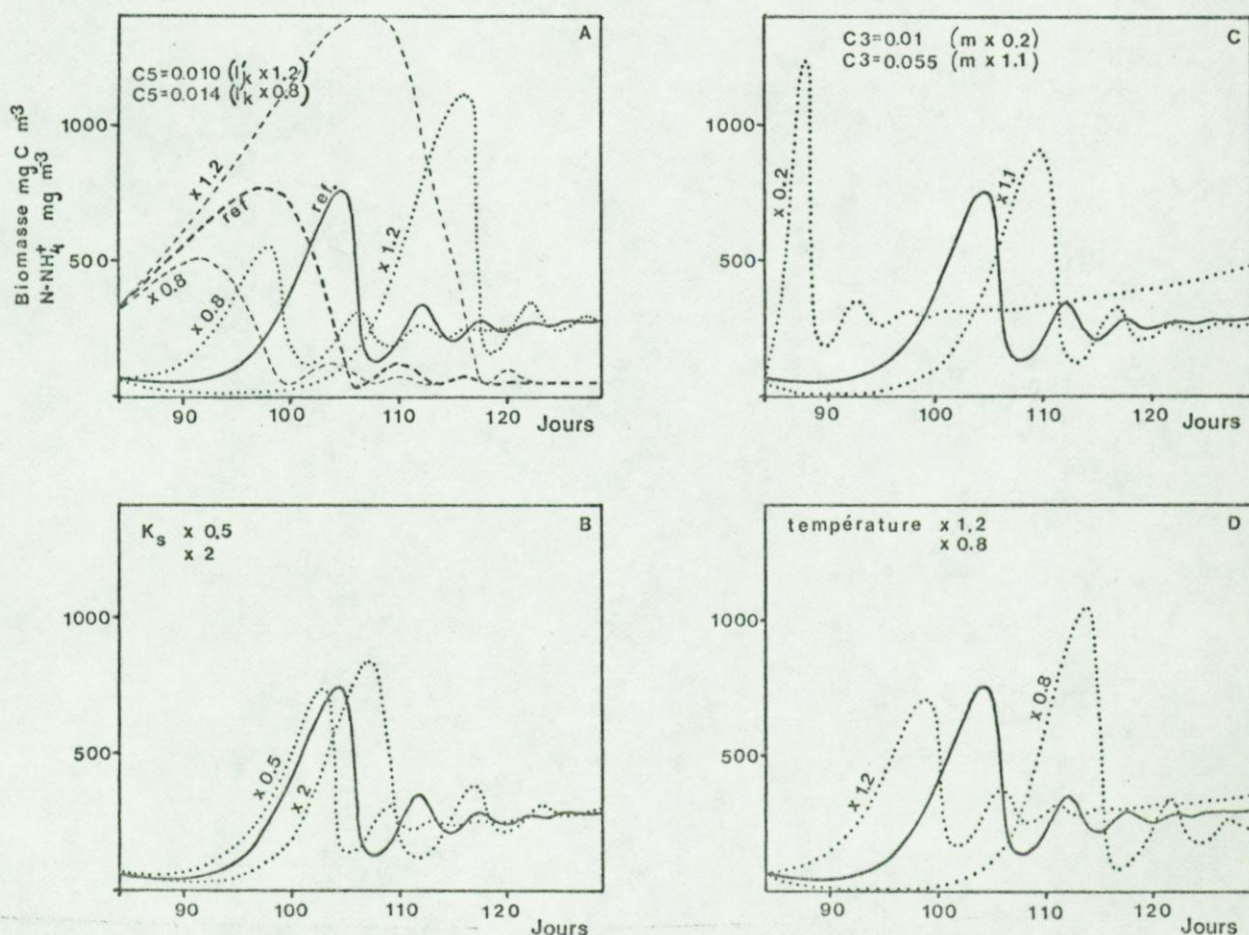 Biomasse mg C m-3
N-NH4+ mg m-3
A
C5=0.010 (I'k x 1,2)
C5=0.014 (I'k x 0.8)
1000
500
x 1.2
ref
x 0.8
x 0.8
ref.
x 1.2
90
100
110
120
Jours
C
C3=0.01 (m x 0.2)
C3=0.055 (m x 1.1)
1000
500
x 0.2
x 1.1
90
100
110
120
Jours
B
Ks x 0,5
x 2
1000
500
x 0.5
x 2
90
100
110
120
Jours
D
température x 1,2
x 0.8
1000
500
x 1.2
x 0.8
90
100
110
120
Jours